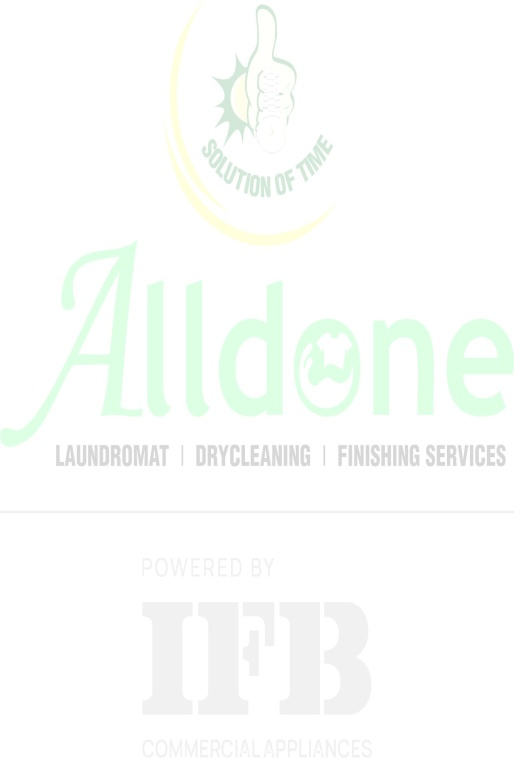 SOLUTION OF TIME
Alldone
LAUNDROMAT | DRYCLEANING | FINISHING SERVICES
POWERED BY
IFB
COMMERCIAL APPLIANCES